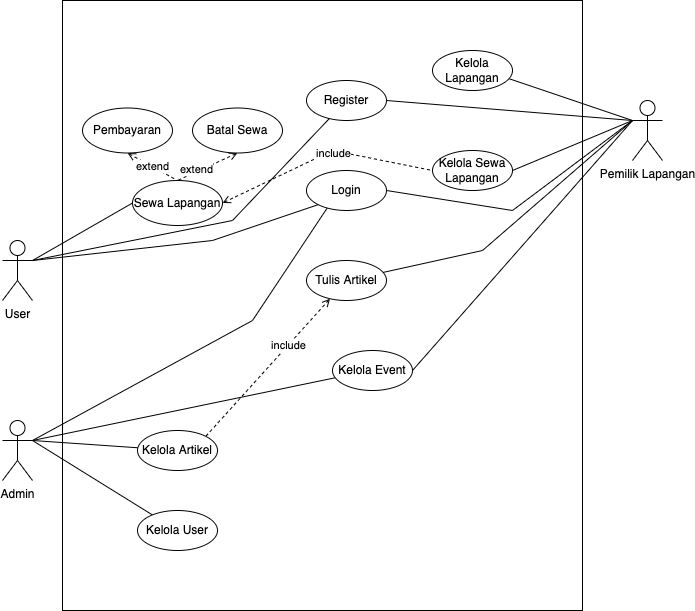 Kelola
Lapangan
Register
Pembayaran
Batal Sewa
include
extend
extend
Kelola Sewa
Lapangan
Pemilik Lapangan
Login
Sewa Lapangan
Tulis Artikel
User
include
Kelola Event
Kelola Artikel
Admin
Kelola User